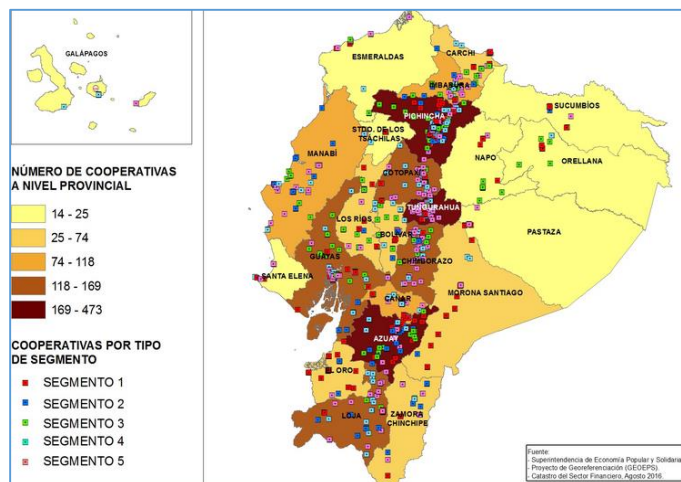 GALÁPAGOS
ESMERALDAS
CARCHI
IMBABURA
SUCUMBÍOS
PICHINCHA
STDO. DE LOS
TSÁCHILAS
NAPO
ORELLANA
MANABÍ
COTOPAXI
TUNGURAHUA
PASTAZA
LOS RÍOS
BOLÍVAR
GUAYAS
CHIMBORAZO
SANTA ELENA
MORONA SANTIAGO
CAÑAR
AZUAY
EL ORO
LOJA
ZAMORA
CHINCHIPE
NÚMERO DE COOPERATIVAS
A NIVEL PROVINCIAL
14 - 25
25 - 74
74 - 118
118 - 169
169 - 473
COOPERATIVAS POR TIPO
DE SEGMENTO
SEGMENTO 1
SEGMENTO 2
SEGMENTO 3
SEGMENTO 4
SEGMENTO 5
Fuente:
- Superintendencia de Economía Popular y Solidaria
- Proyecto de Georeferenciación (GEOEPS).
- Catastro del Sector Financiero, Agosto 2016.